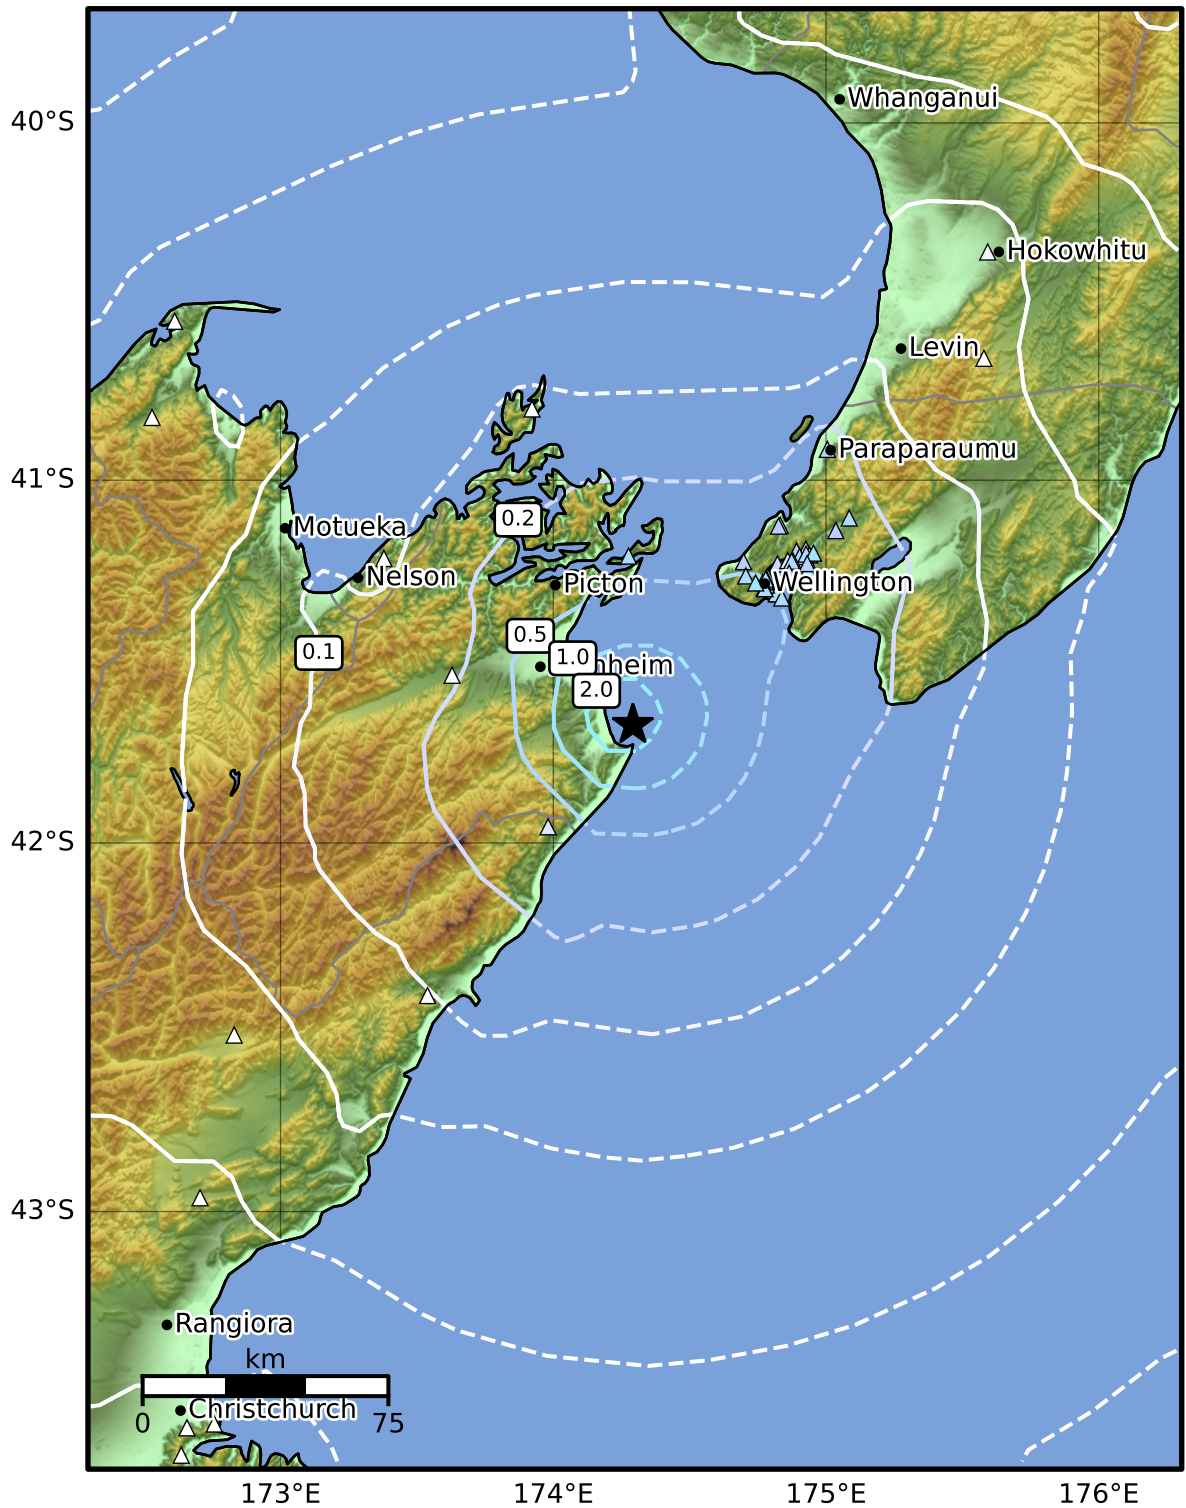 Whanganui
40°S
Hokowhitu
Levin
Paraparaumu
41°S
0.2
Motueka
Nelson
Picton
Wellington
0.5
0.1
1.0
nheim
2.0
42°S
43°S
Rangiora
km
Christchurch
0 75
173°E 174°E 175°E 176°E